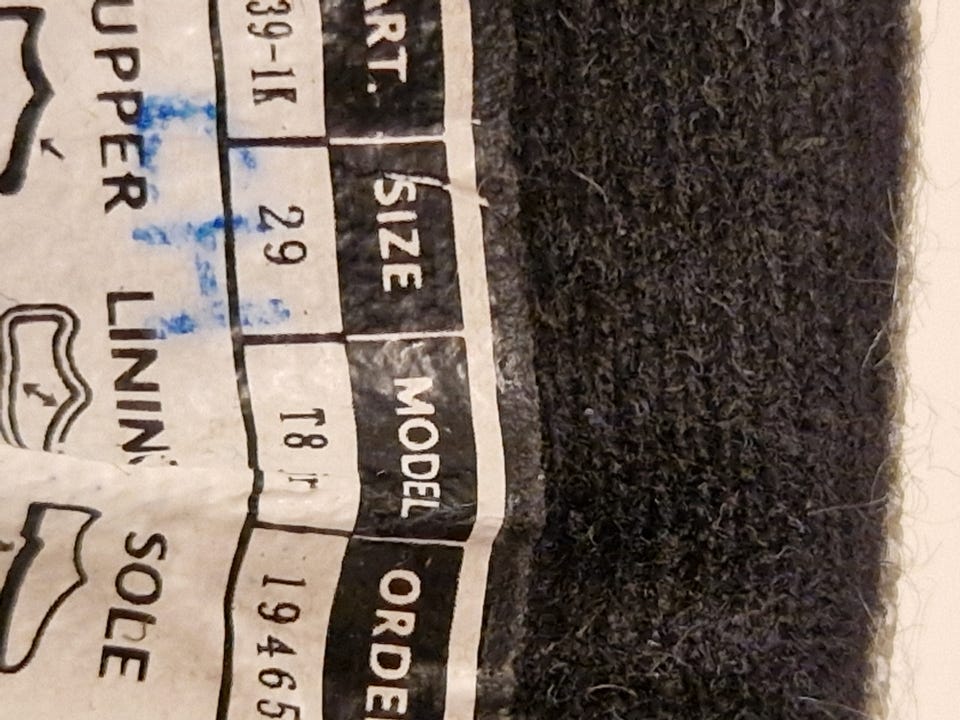 ART. SIZE MODEL ORDE
39-1K 29 T8 19465
UPPER LININ SOLE